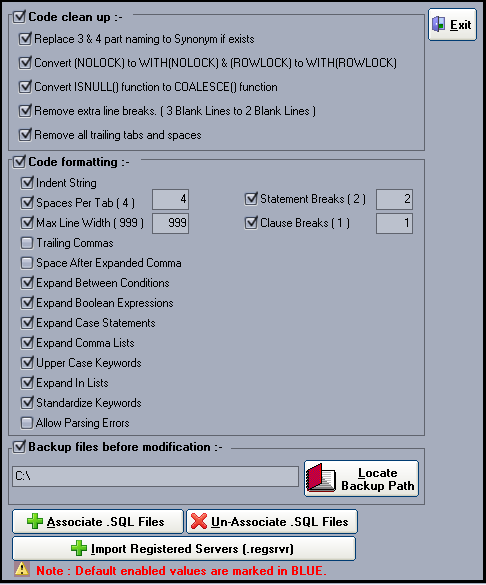 Code clean up :-
Exit
Replace 3 & 4 part naming to Synonym if exists
Convert (NOLOCK) to WITH(NOLOCK) & (ROWLOCK) to WITH(ROWLOCK)
Convert ISNULL() function to COALESCE() function
Remove extra line breaks. ( 3 Blank Lines to 2 Blank Lines )
Remove all trailing tabs and spaces
Code formatting :-
Indent String
Spaces Per Tab ( 4 ) 4 Statement Breaks ( 2 ) 2
Max Line Width ( 999 ) 999 Clause Breaks ( 1 ) 1
Trailing Commas
Space After Expanded Comma
Expand Between Conditions
Expand Boolean Expressions
Expand Case Statements
Expand Comma Lists
Upper Case Keywords
Expand In Lists
Standardize Keywords
Allow Parsing Errors
Backup files before modification :-
C:\
Locate
Backup Path
Associate .SQL Files Un-Associate .SQL Files
Import Registered Servers (.regsrvr)
Note : Default enabled values are marked in BLUE.